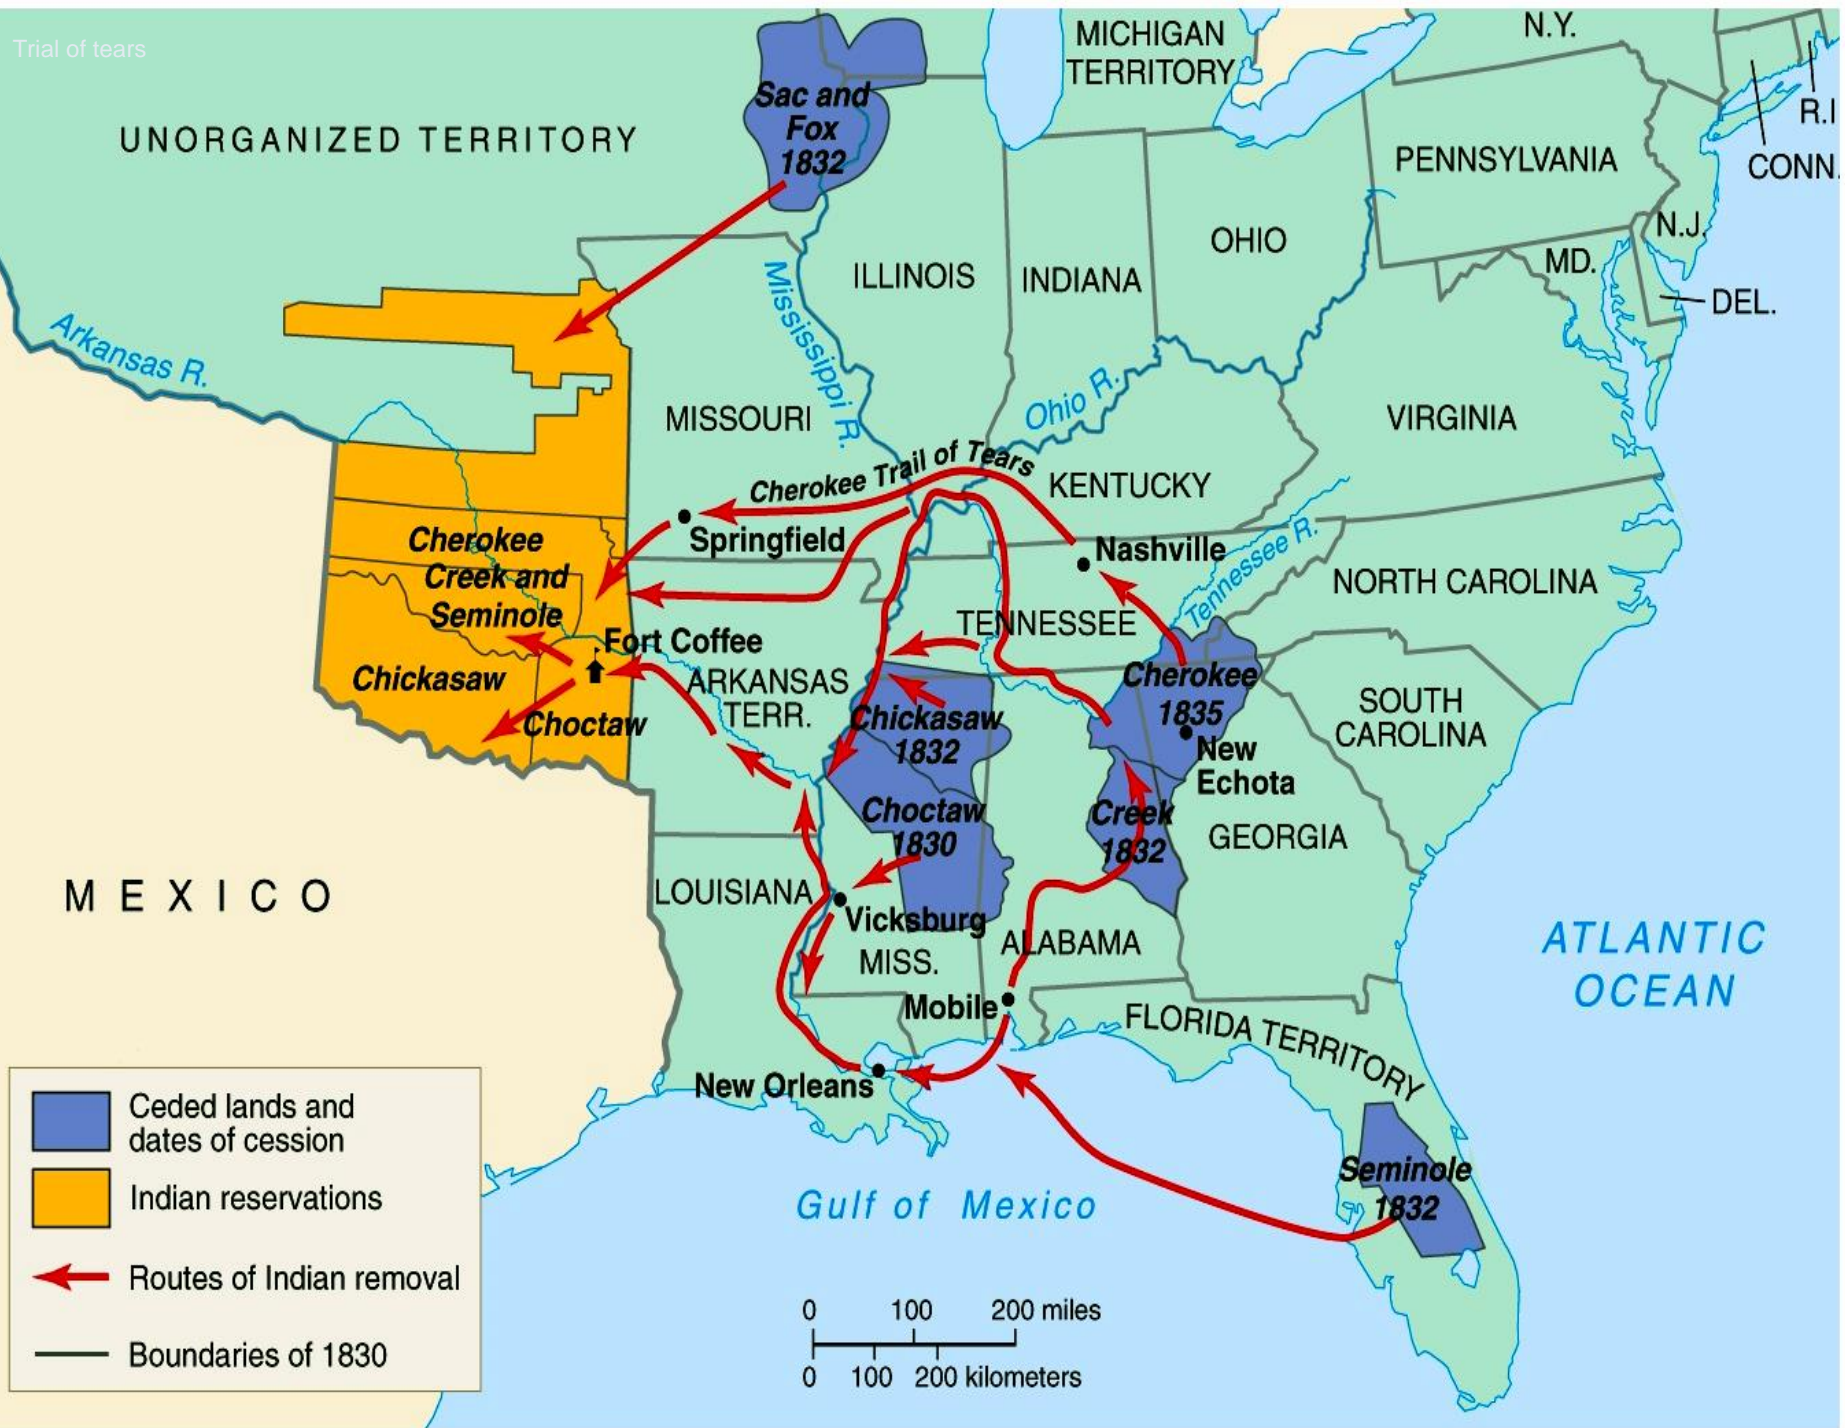 Trial of tears
MICHIGAN
TERRITORY
N.Y.
R.I
CONN.
Sac and
Fox
1832
UNORGANIZED TERRITORY
PENNSYLVANIA
N.J.
MD.
DEL.
OHIO
ILLINOIS
INDIANA
Mississippi R.
Arkansas R.
Ohio R.
MISSOURI
VIRGINIA
Cherokee Trail of Tears
KENTUCKY
Springfield
Nashville
Tennessee R.
Cherokee
Creek and
Seminole
NORTH CAROLINA
TENNESSEE
Fort Coffee
Chickasaw
Choctaw
ARKANSAS
TERR.
Cherokee
1835
SOUTH
CAROLINA
Chickasaw
1832
New
Echota
Choctaw
1830
Creek
1832
GEORGIA
MEXICO
LOUISIANA
Vicksburg
MISS.
ALABAMA
ATLANTIC
OCEAN
Mobile
FLORIDA TERRITORY
New Orleans
Seminole
1832
Gulf of Mexico
Ceded lands and
dates of cession
Indian reservations
Routes of Indian removal
Boundaries of 1830
0 100 200 miles
0 100 200 kilometers